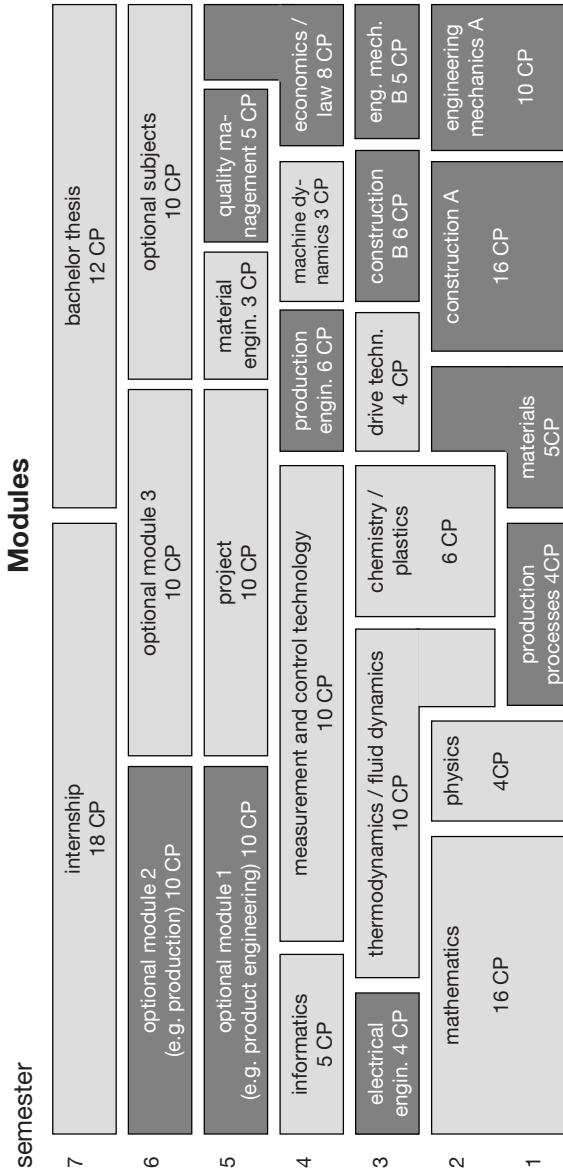 Modules
semester
7
internship
18 CP
bachelor thesis
12 CP
6
optional module 2
(e.g. production) 10 CP
optional module 3
10 CP
optional subjects
10 CP
5
optional module 1
(e.g. product engineering) 10 CP
project
10 CP
material
engin. 3 CP
quality ma-
nagement 5 CP
4
informatics
5 CP
measurement and control technology
10 CP
production
engin. 6 CP
machine dy-
namics 3 CP
economics /
law 8 CP
3
electrical
engin. 4 CP
thermodynamics / fluid dynamics
10 CP
chemistry /
plastics
6 CP
drive techn.
4 CP
construction
B 6 CP
eng. mech.
B 5 CP
2
mathematics
16 CP
physics
4CP
construction A
16 CP
engineering
mechanics A
10 CP
1
production
processes 4CP
materials
5CP